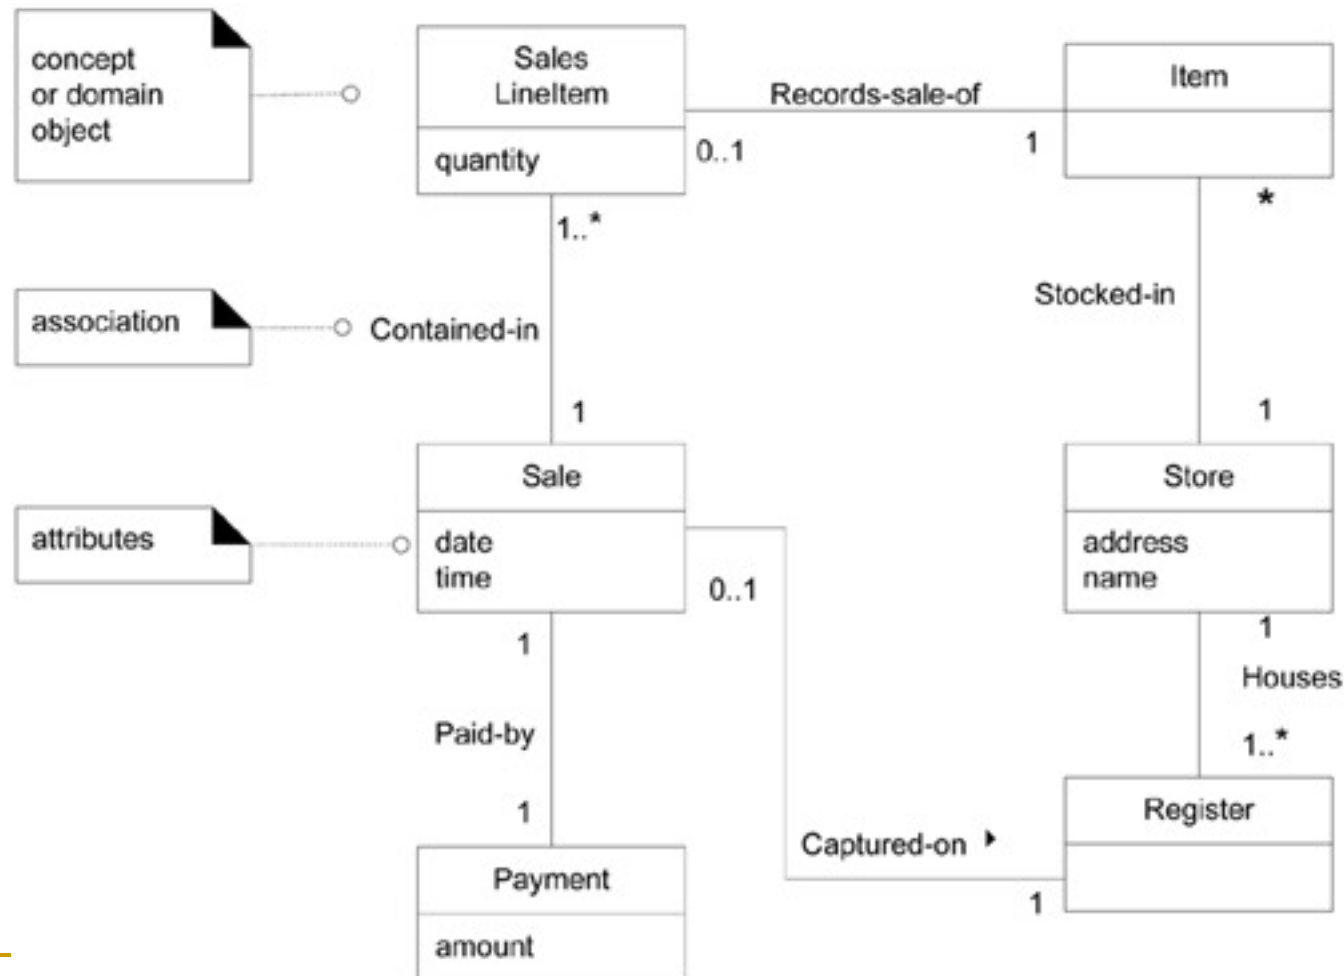 concept
or domain
object
Sales
LineItem
quantity
Records-sale-of
0..1
1
Item
*
1..*
association
Contained-in
Stocked-in
1
1
attributes
Sale
date
time
0..1
Store
address
name
1
1
Houses
Paid-by
1..*
1
Register
Captured-on
1
Payment
amount